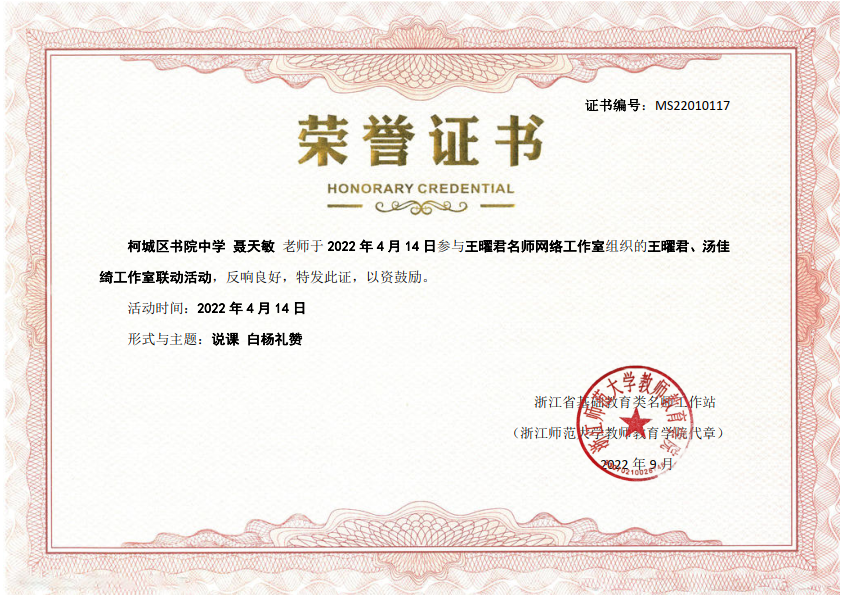 证书编号：MS22010117
荣誉证书
HONORARY CREDENTIAL
柯城区书院中学 聂天敏 老师于 2022 年 4 月 14 日参与王曜君名师网络工作室组织的王曜君、汤佳
绮工作室联动活动，反响良好，特发此证，以资鼓励。
活动时间：2022 年 4 月 14 日
形式与主题：说课 白杨礼赞
浙江师范大学教师教育学院
浙江省基础教育类名师工作站
（浙江师范大学教师教育学院代章）
2022 年 9 月